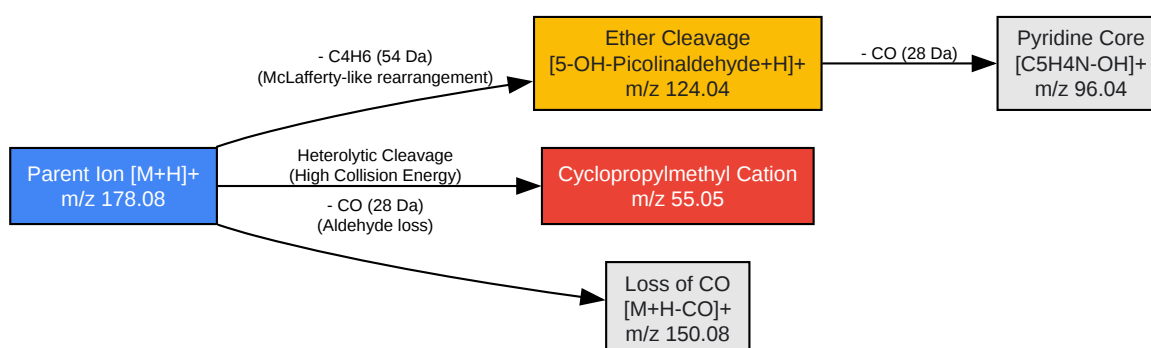 Parent Ion [M+H]+
m/z 178.08
- C4H6 (54 Da)
(McLafferty-like rearrangement)
Ether Cleavage
[5-OH-Picolinaldehyde+H]+
m/z 124.04
- CO (28 Da)
Pyridine Core
[C5H4N-OH]+
m/z 96.04
Heterolytic Cleavage
(High Collision Energy)
Cyclopropylmethyl Cation
m/z 55.05
- CO (28 Da)
(Aldehyde loss)
Loss of CO
[M+H-CO]+
m/z 150.08